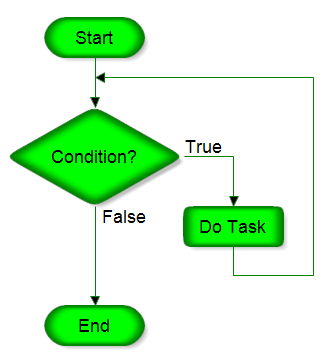 Start
Condition?
True
False
Do Task
End